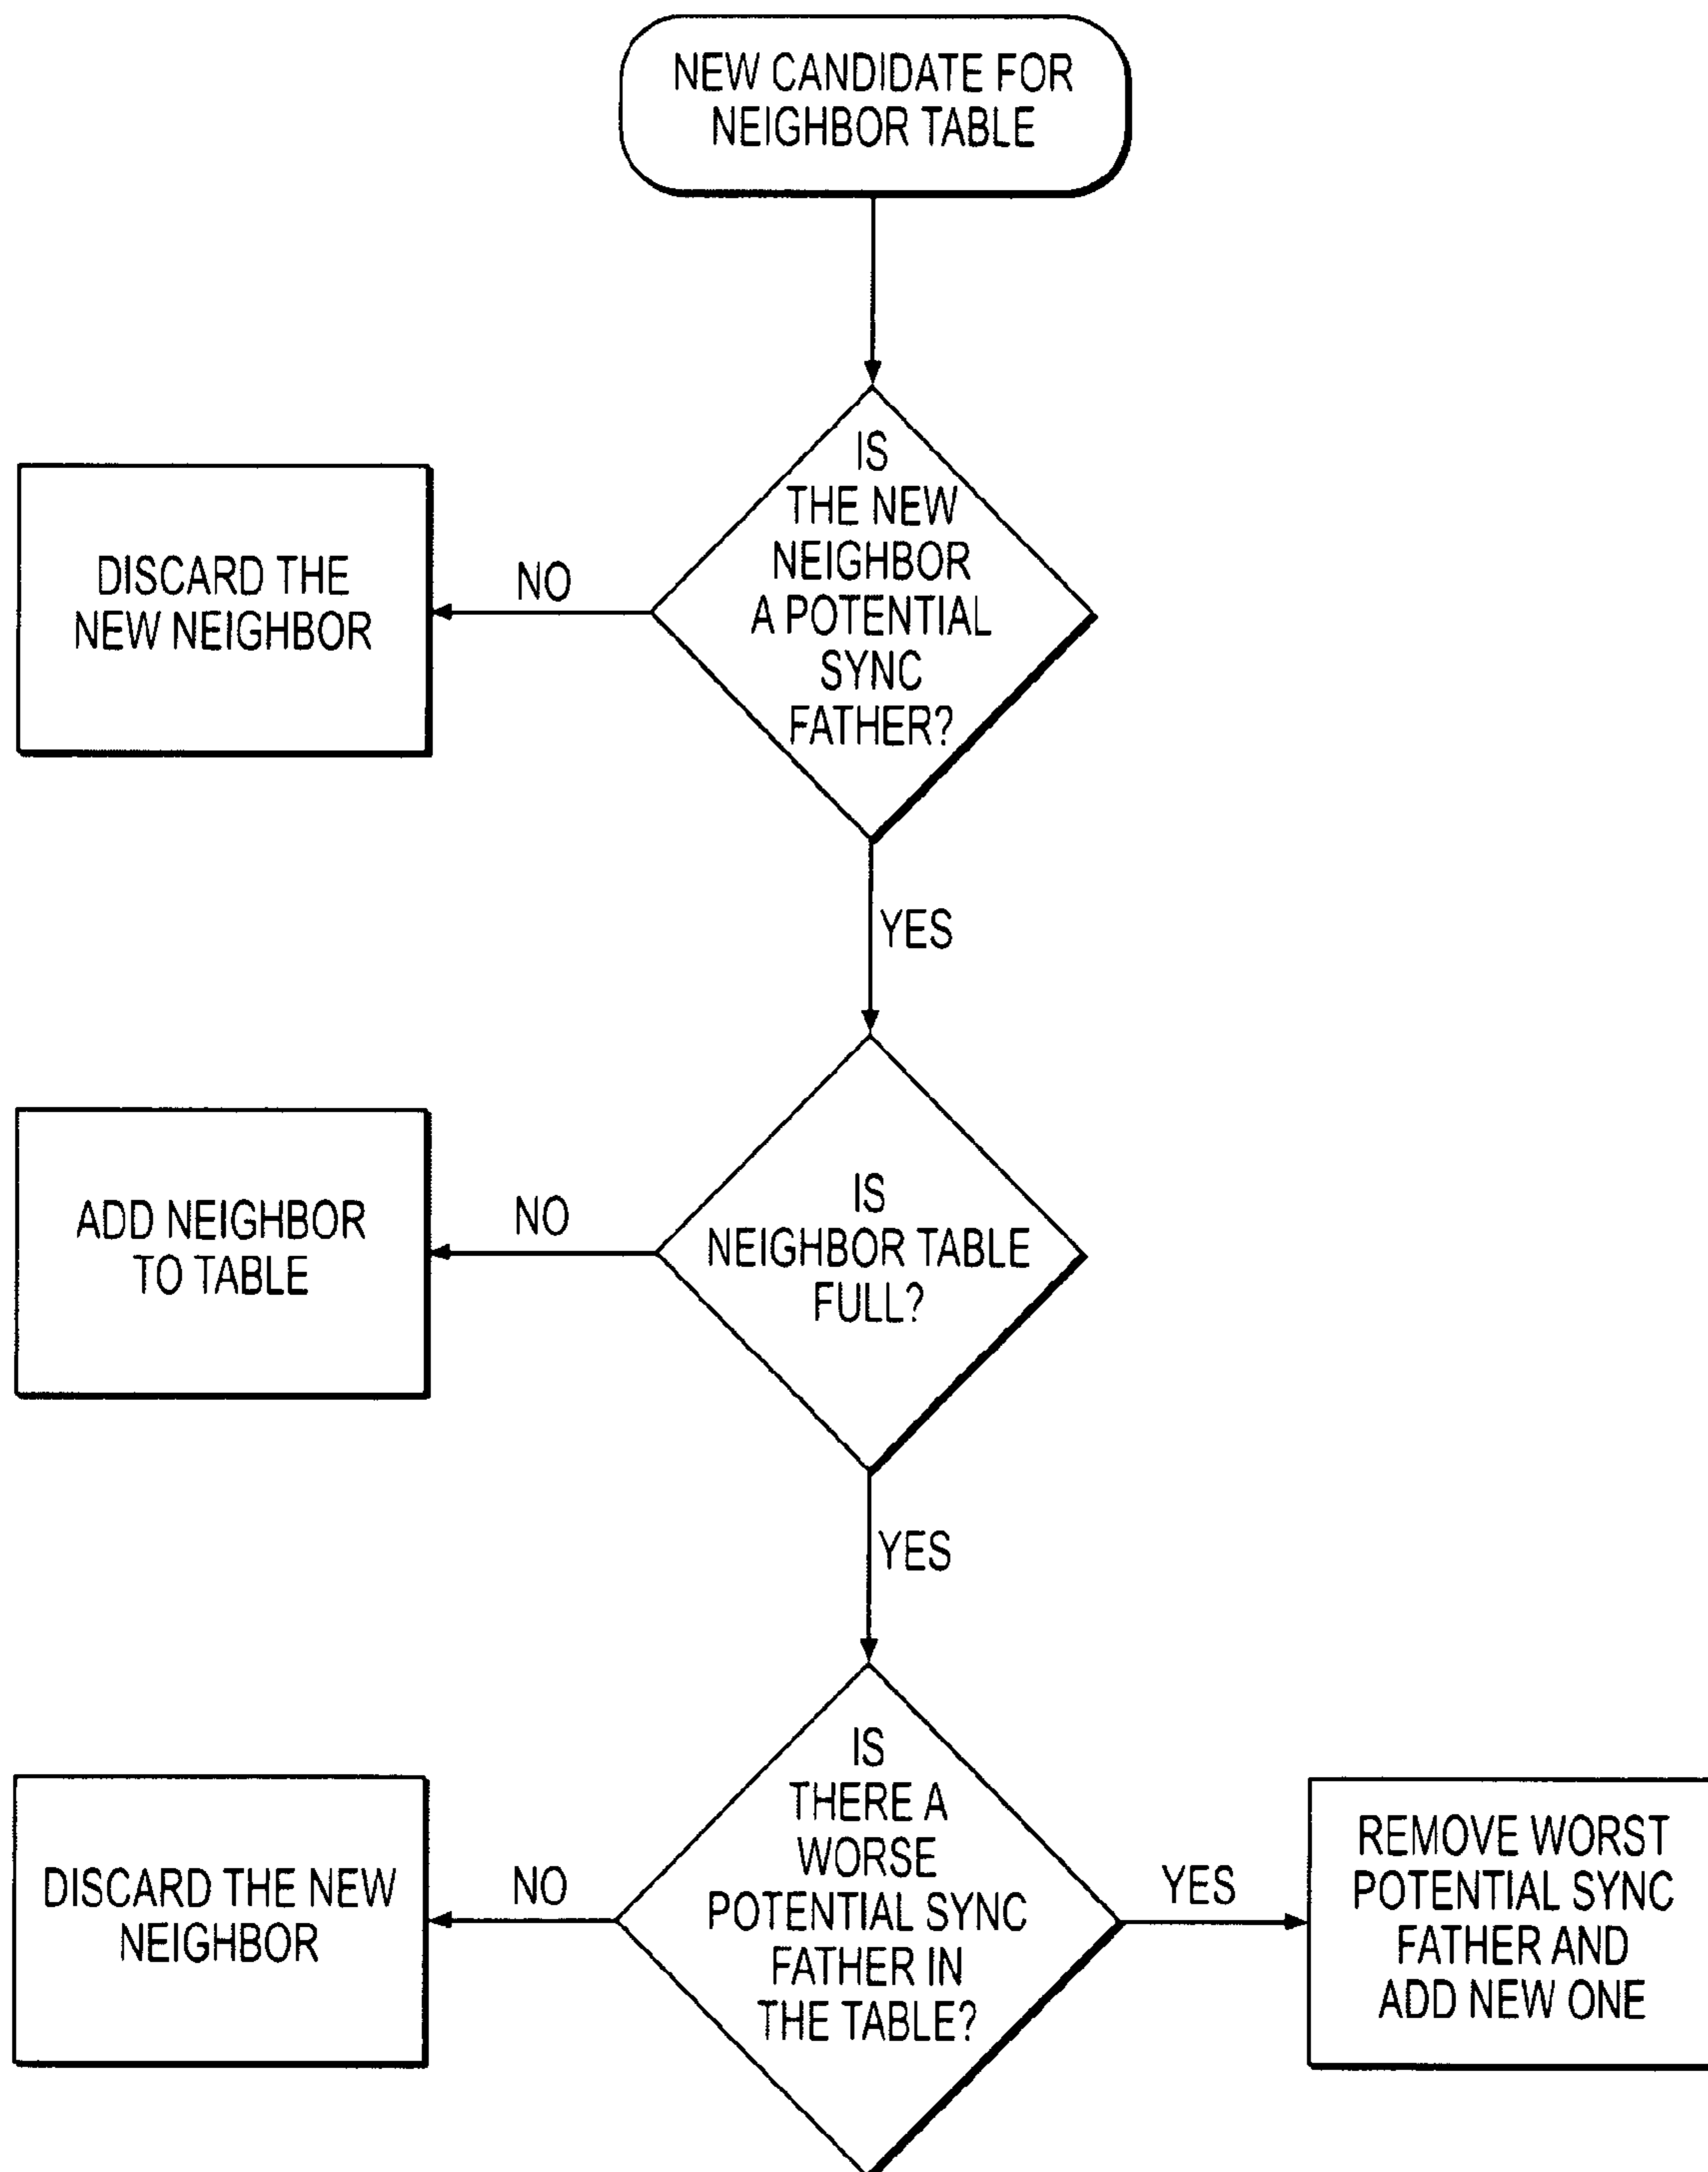 NEW CANDIDATE FOR
NEIGHBOR TABLE
IS
THE NEW
NEIGHBOR
A POTENTIAL
SYNC
FATHER?
NO
DISCARD THE
NEW NEIGHBOR
YES
IS
NEIGHBOR TABLE
FULL?
NO
ADD NEIGHBOR
TO TABLE
YES
IS
THERE A
WORSE
POTENTIAL SYNC
FATHER IN
THE TABLE?
NO
DISCARD THE NEW
NEIGHBOR
YES
REMOVE WORST
POTENTIAL SYNC
FATHER AND
ADD NEW ONE